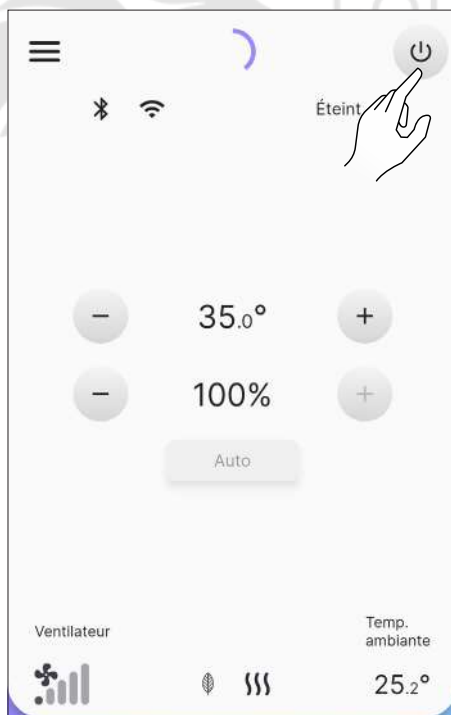 Éteint
35.0°
100%
Auto
Ventilateur
Temp.
ambiante
25.2°